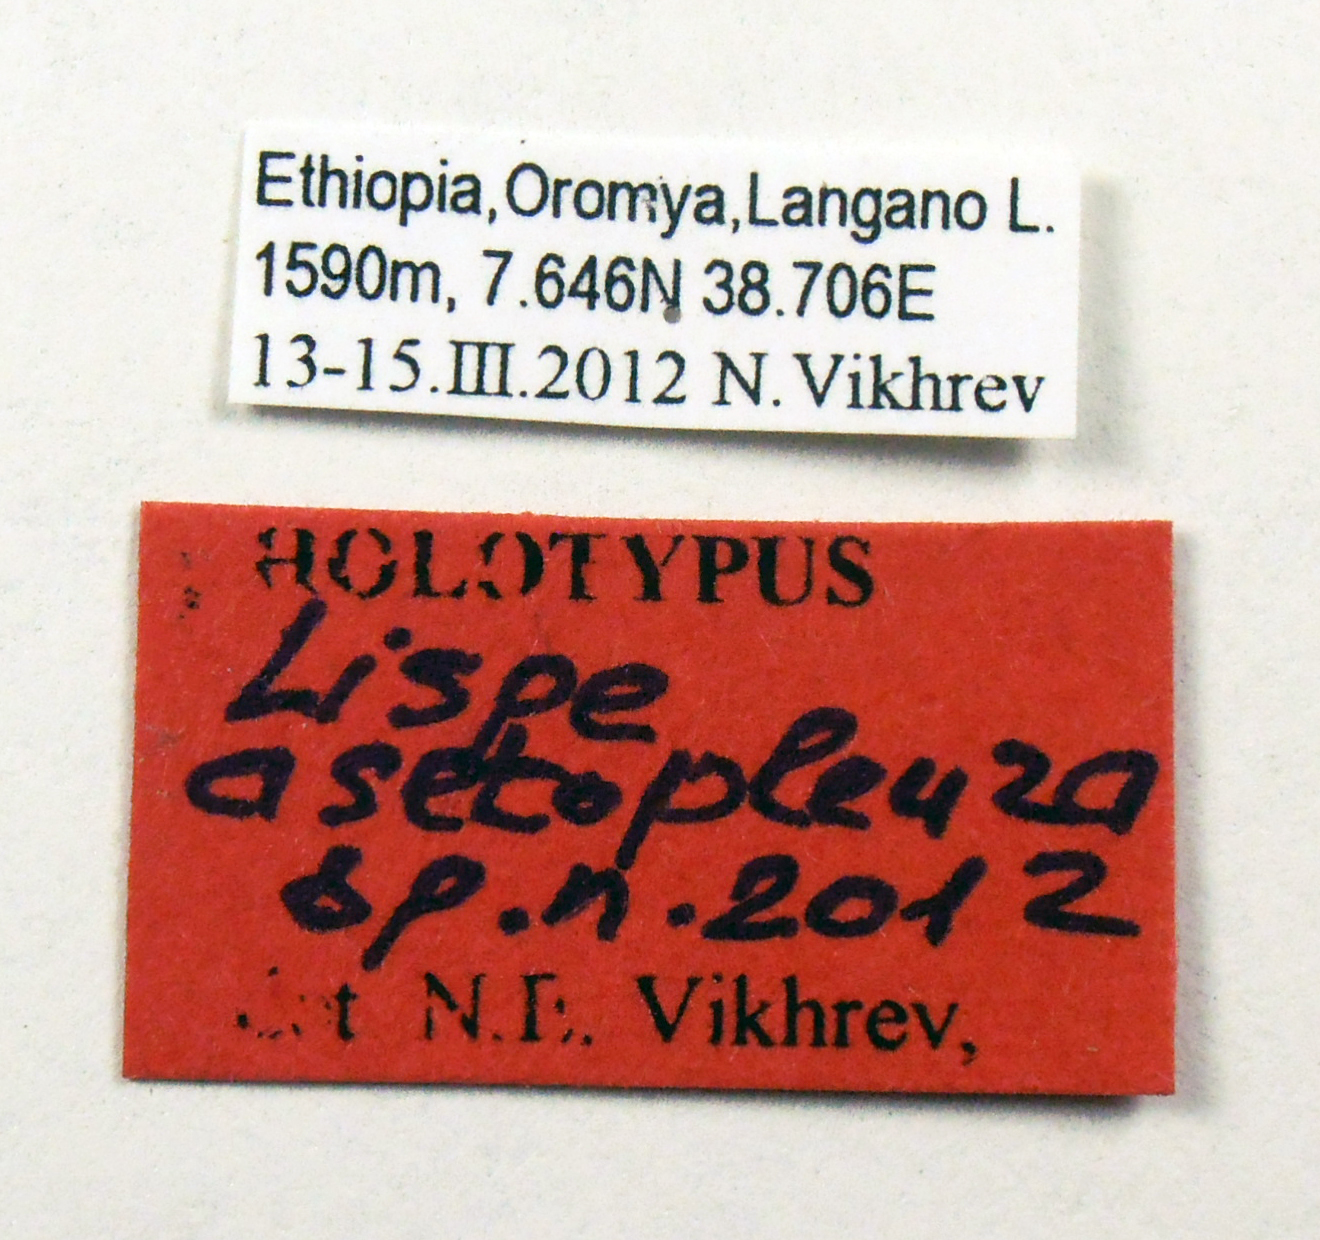 Ethiopia, Oromya, Langano L.
1590m, 7.646N 38.706E
13-15.III.2012 N. Vikhrev
HOLOTYPUS
Lispe
asetopleura
sp.n. 2012
Vikhrev,